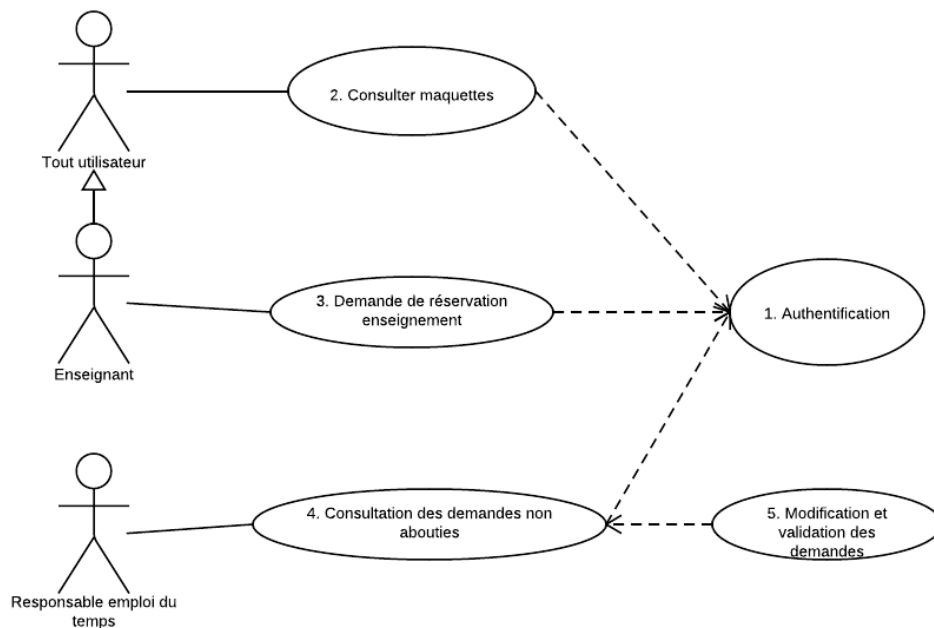 2. Consulter maquettes
Tout utilisateur
3. Demande de réservation
enseignement
1. Authentification
Enseignant
4. Consultation des demandes non
abouties
5. Modification et
validation des
demandes
Responsable emploi du
temps